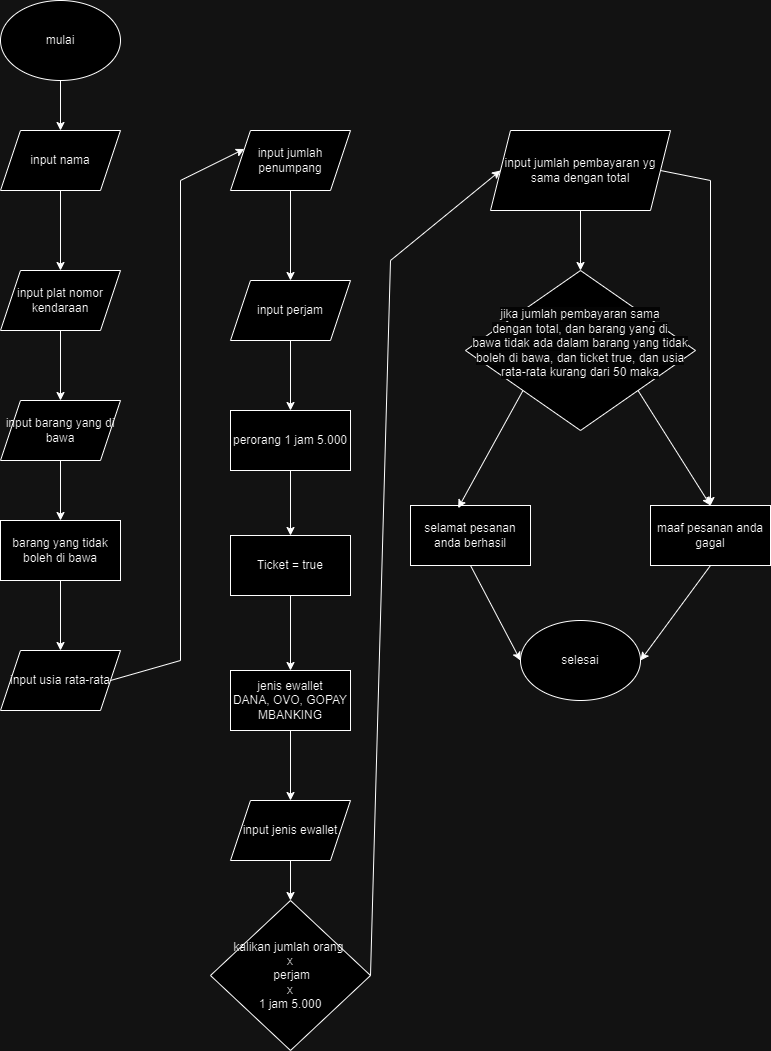 mulai
input nama
input plat nomor
kendaraan
input barang yang di
bawa
barang yang tidak
boleh di bawa
input usia rata-rata
input jumlah
penumpang
input perjam
perorang 1 jam 5.000
Ticket = true
jenis ewallet
DANA, OVO, GOPAY
MBANKING
input jenis ewallet
kalikan jumlah orang
x
perjam
x
1 jam 5.000
input jumlah pembayaran yg
sama dengan total
jika jumlah pembayaran sama
dengan total, dan barang yang di
bawa tidak ada dalam barang yang tidak
boleh di bawa, dan ticket true, dan usia
rata-rata kurang dari 50 maka
selamat pesanan
anda berhasil
maaf pesanan anda
gagal
selesai